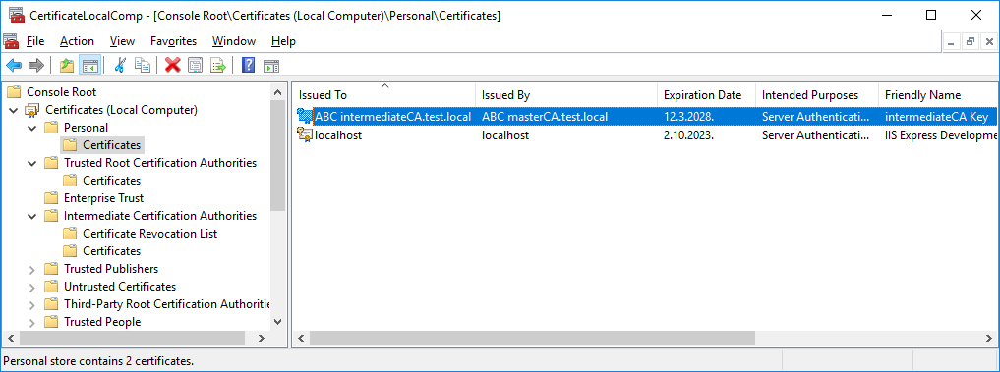 CertificateLocalComp - [Console Root\Certificates (Local Computer)\Personal\Certificates]
File Action View Favorites Window Help
Console Root
Certificates (Local Computer)
Personal
Certificates
Trusted Root Certification Authorities
Certificates
Enterprise Trust
Intermediate Certification Authorities
Certificate Revocation List
Certificates
Trusted Publishers
Untrusted Certificates
Third-Party Root Certification Authoritie
Trusted People
Issued To Issued By Expiration Date Intended Purposes Friendly Name
ABC intermediateCA.test.local ABC masterCA.test.local 12.3.2028. Server Authenticati... intermediateCA Key
localhost localhost 2.10.2023. Server Authenticati... IIS Express Developme
Personal store contains 2 certificates.